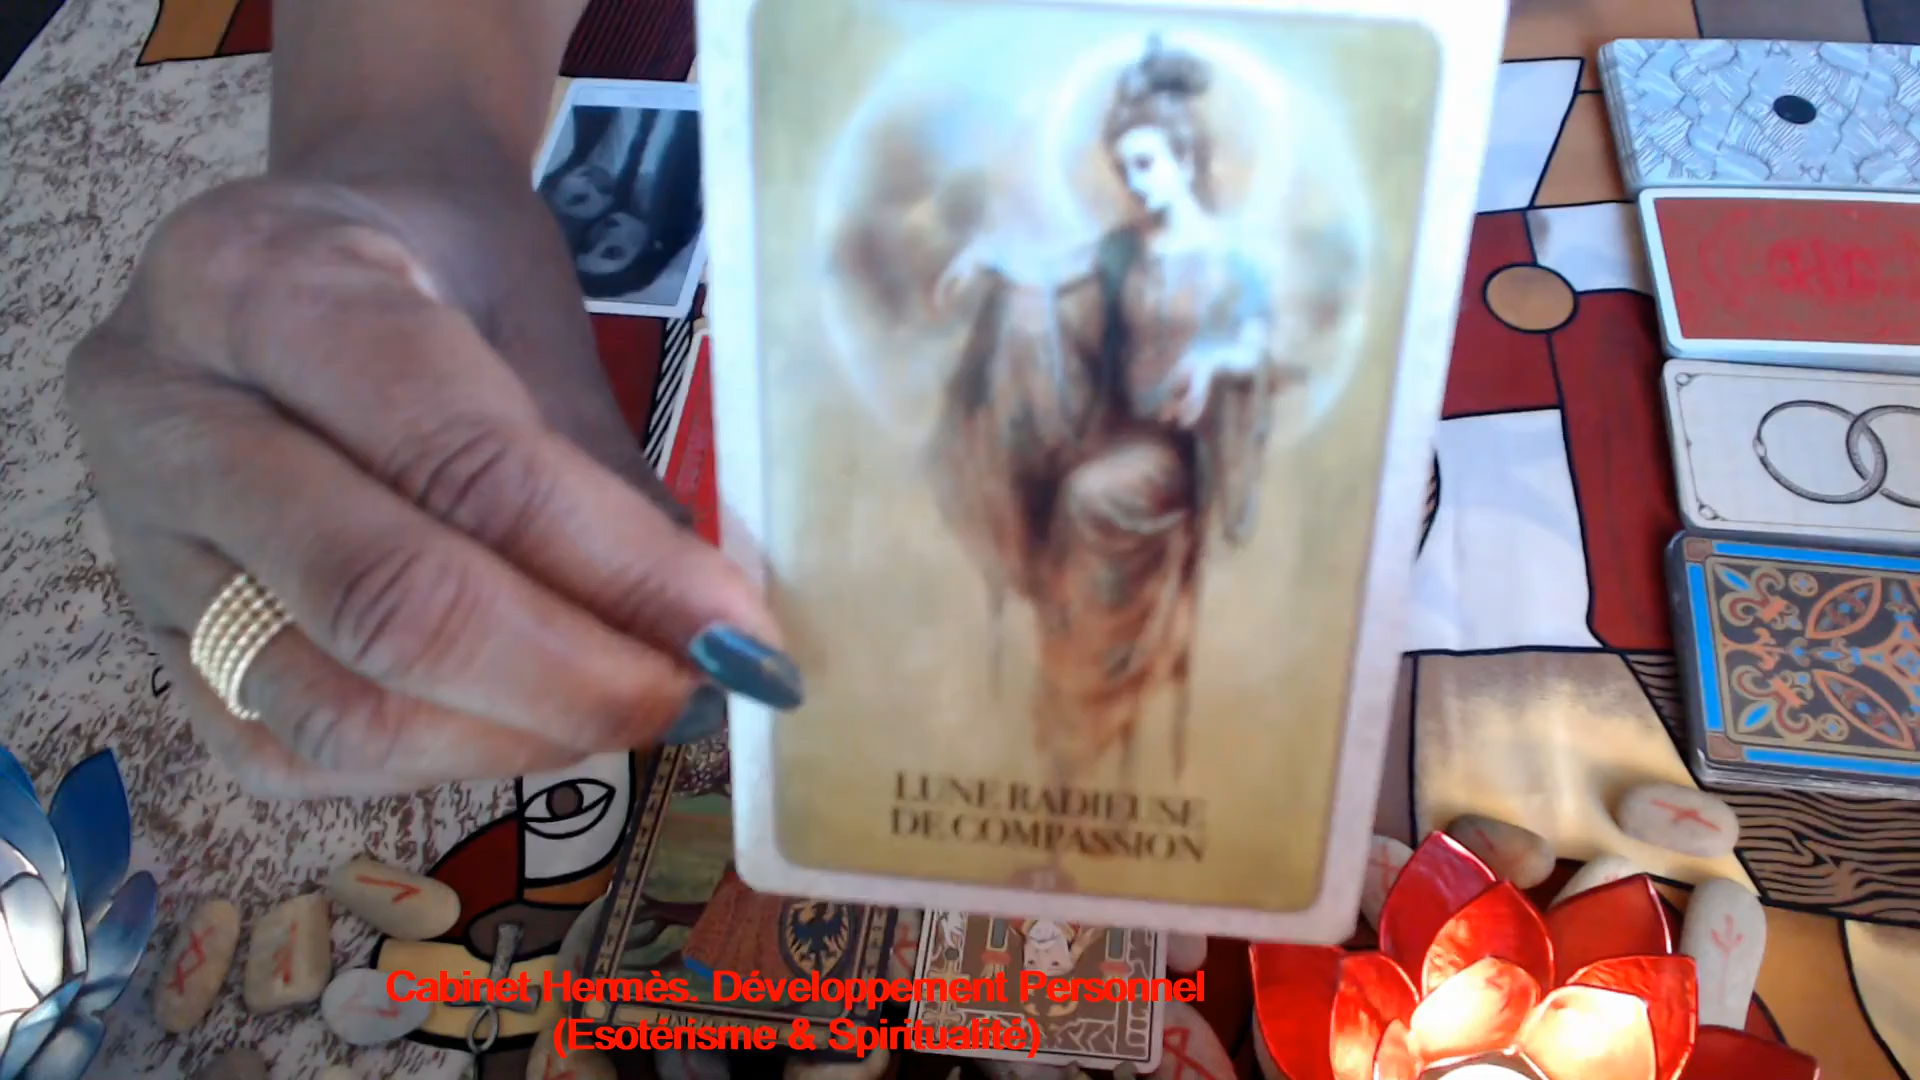 LUNE RADIEUSE
DE COMPASSION
Cabinet Hermès. Développement Personnel
(Esotérisme & Spiritualité)